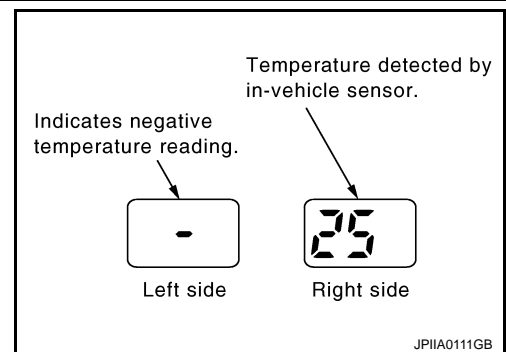 Temperature detected by
in-vehicle sensor.
Indicates negative
temperature reading.
-
25
Left side
Right side
JPIIA0111GB